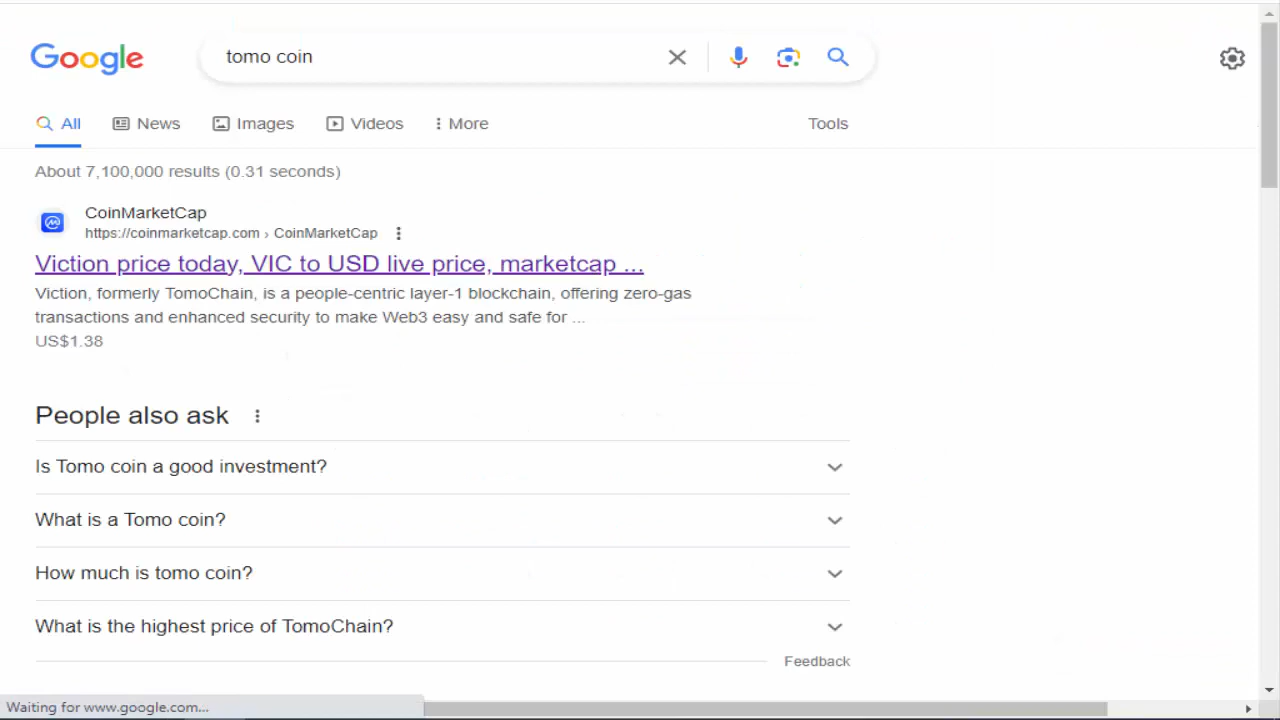 Google
tomo coin
All
News
Images
Videos
More
Tools
About 7,100,000 results (0.31 seconds)
CoinMarketCap
https://coinmarketcap.com › CoinMarketCap
Viction price today, VIC to USD live price, marketcap ...
Viction, formerly TomoChain, is a people-centric layer-1 blockchain, offering zero-gas
transactions and enhanced security to make Web3 easy and safe for ...
US$1.38
People also ask
Is Tomo coin a good investment?
What is a Tomo coin?
How much is tomo coin?
What is the highest price of TomoChain?
Feedback
Waiting for www.google.com...